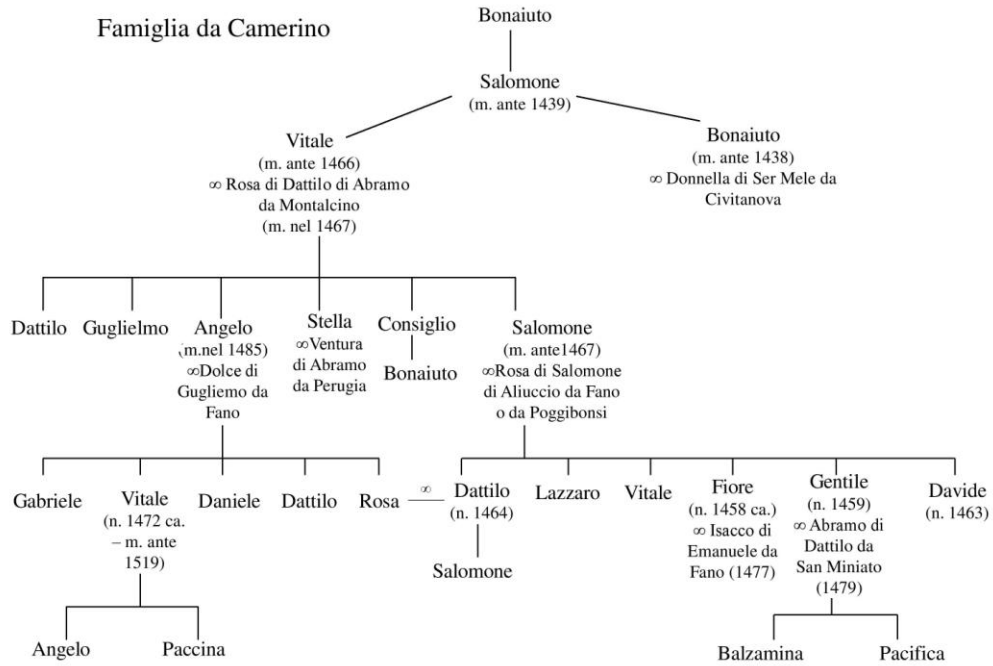 Famiglia da Camerino
Bonaiuto
Salomone
(m. ante 1439)
Vitale
(m. ante 1466)
∞ Rosa di Dattilo di Abramo
da Montalcino
(m. nel 1467)
Bonaiuto
(m. ante 1438)
∞ Donnella di Ser Mele da
Civitanova
Dattilo
Guglielmo
Angelo
(m.nel 1485)
∞Dolce di
Gugliemo da
Fano
Stella
∞Ventura
di Abramo
da Perugia
Consiglio
Bonaiuto
Salomone
(m. ante1467)
∞Rosa di Salomone
di Aliuccio da Fano
o da Poggibonsi
Gabriele
Vitale
(n. 1472 ca.
– m. ante
1519)
Daniele
Dattilo
Rosa
∞
Dattilo
(n. 1464)
Salomone
Lazzaro
Vitale
Fiore
(n. 1458 ca.)
∞ Isacco di
Emanuele da
Fano (1477)
Gentile
(n. 1459)
∞ Abramo di
Dattilo da
San Miniato
(1479)
Davide
(n. 1463)
Angelo
Paccina
Balzamina
Pacifica